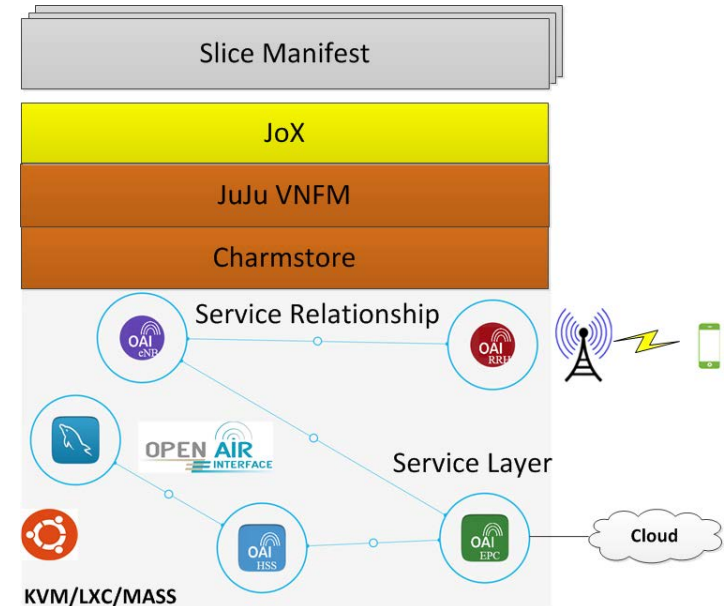 Slice Manifest
JoX
JuJu VNFM
Charmstore
Service Relationship
OAI
eNB
OAI
RRH
OPEN AIR
INTERFACE
Service Layer
OAI
HSS
OAI
EPC
Cloud
KVM/LXC/MASS